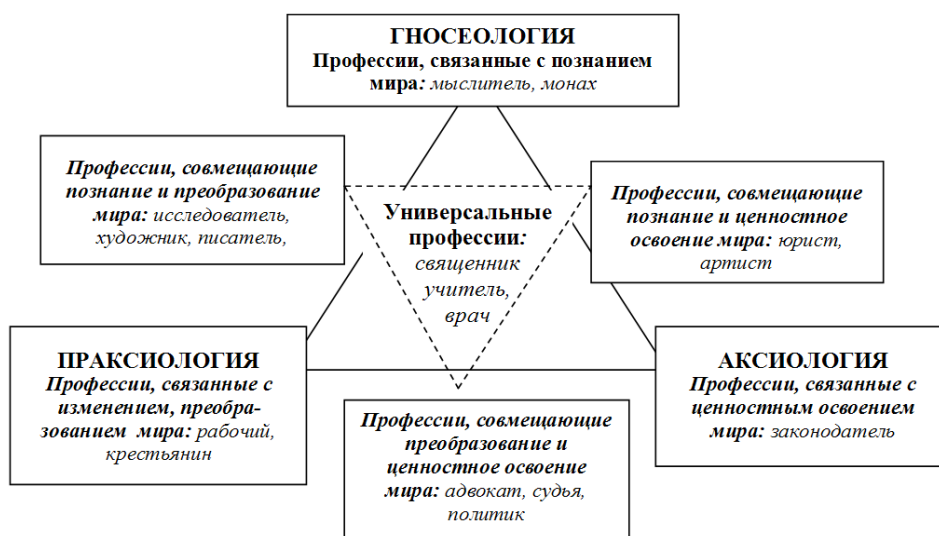 ГНОСЕОЛОГИЯ
Профессии, связанные с познанием
мира: мыслитель, монах
Профессии, совмещающие
познание и преобразование
мира: исследователь,
художник, писатель,
Универсальные
профессии:
священник
учитель,
врач
Профессии, совмещающие
познание и ценностное
освоение мира: юрист,
артист
ПРАКСИОЛОГИЯ
Профессии, связанные с
изменением, преобра-
зованием мира: рабочий,
крестьянин
Профессии, совмещающие
преобразование и
ценностное освоение
мира: адвокат, судья,
политик
АКСИОЛОГИЯ
Профессии, связанные с
ценностным освоением
мира: законодатель